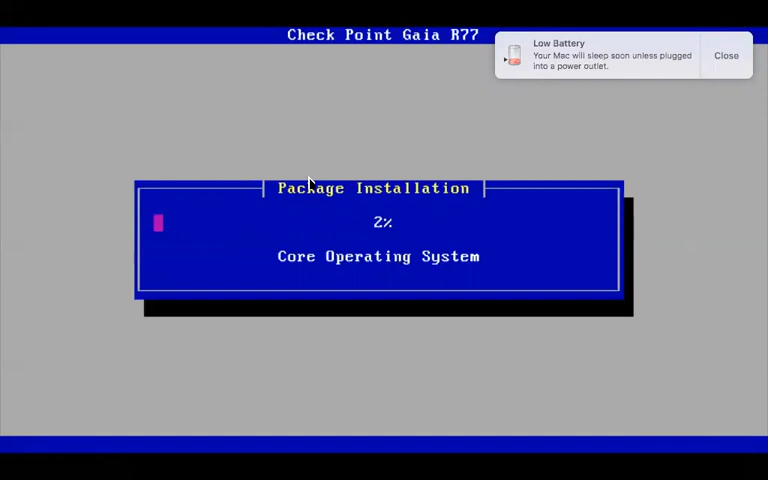 Check Point Gaia R77
Low Battery
Your Mac will sleep soon unless plugged
into a power outlet.
Close
Package Installation
2%
Core Operating System